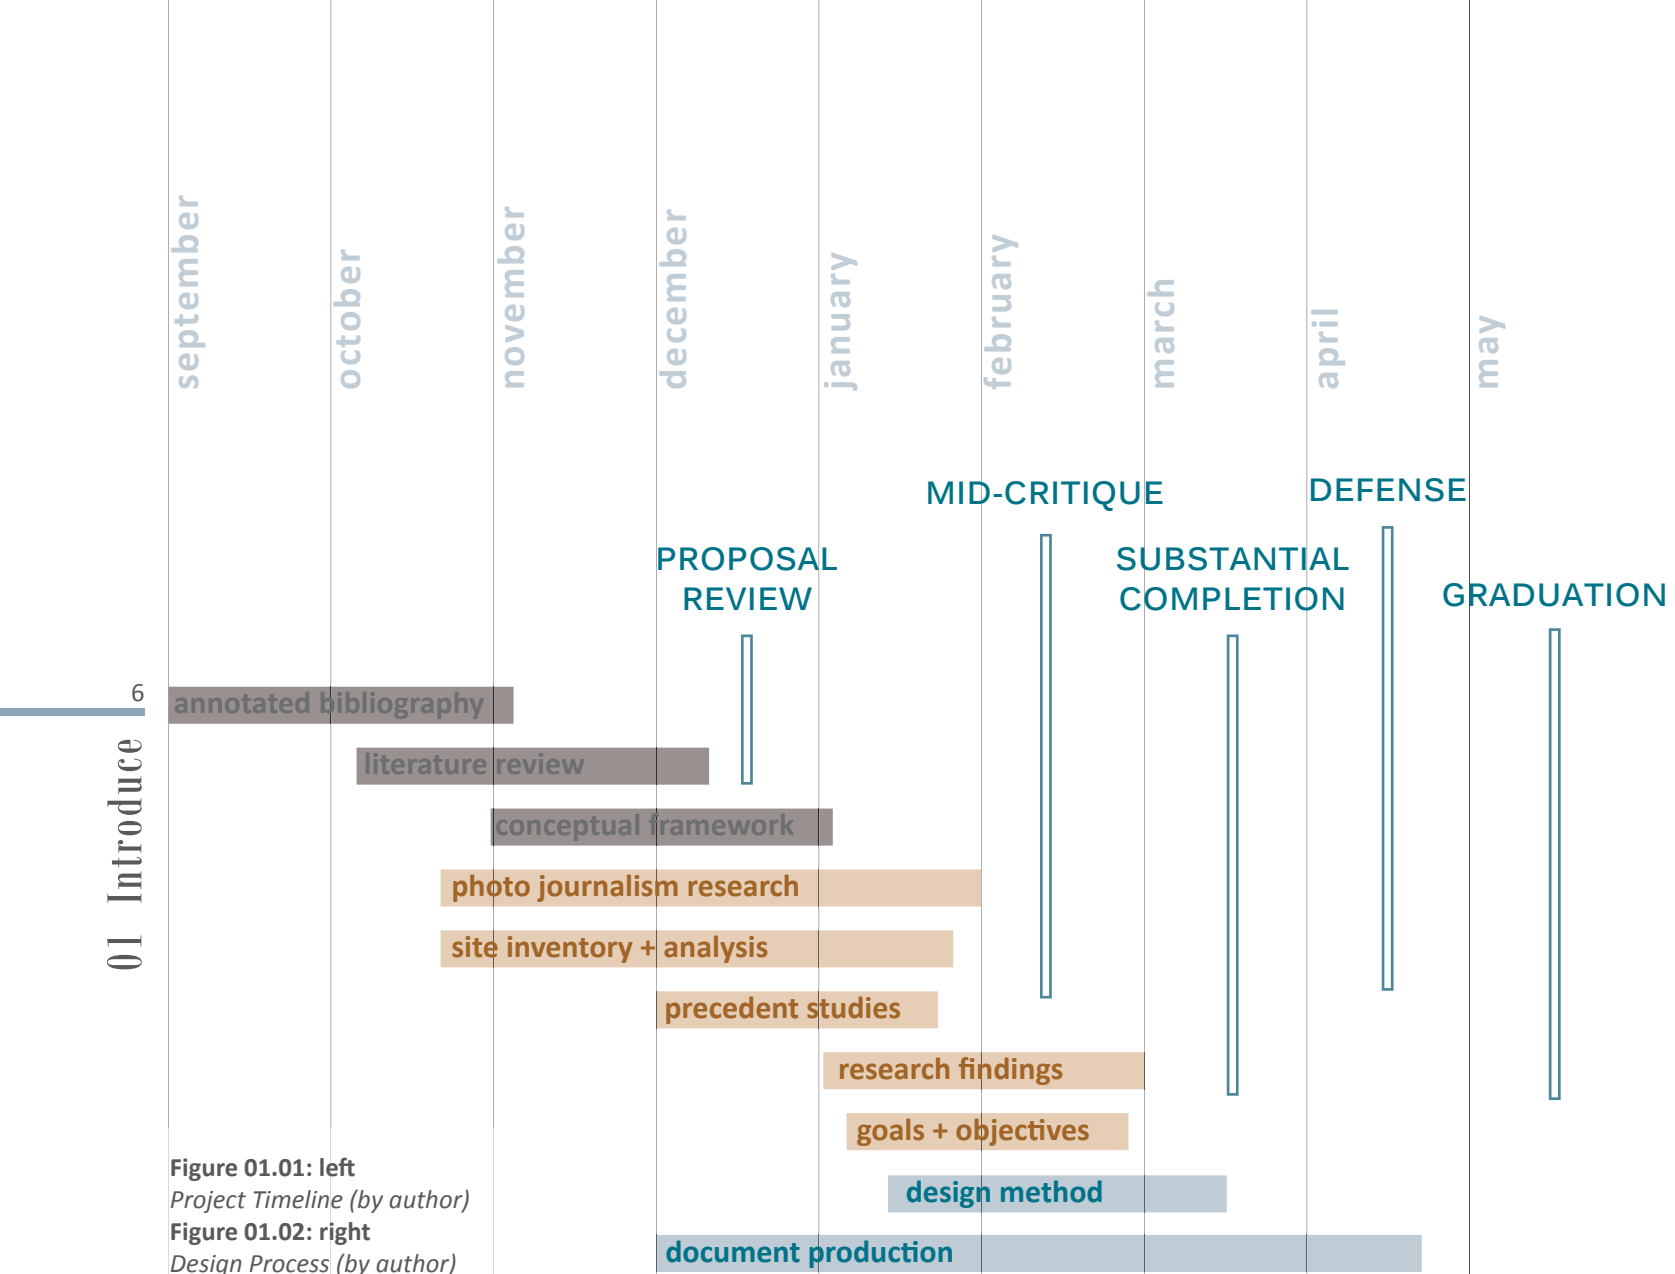 september
october
november
december
january
february
march
april
may
MID-CRITIQUE
DEFENSE
PROPOSAL
REVIEW
SUBSTANTIAL
COMPLETION
GRADUATION
6
01 Introduce
annotated bibliography
literature review
conceptual framework
photo journalism research
site inventory + analysis
precedent studies
research findings
goals + objectives
design method
document production
Figure 01.01: left
Project Timeline (by author)
Figure 01.02: right
Design Process (by author)